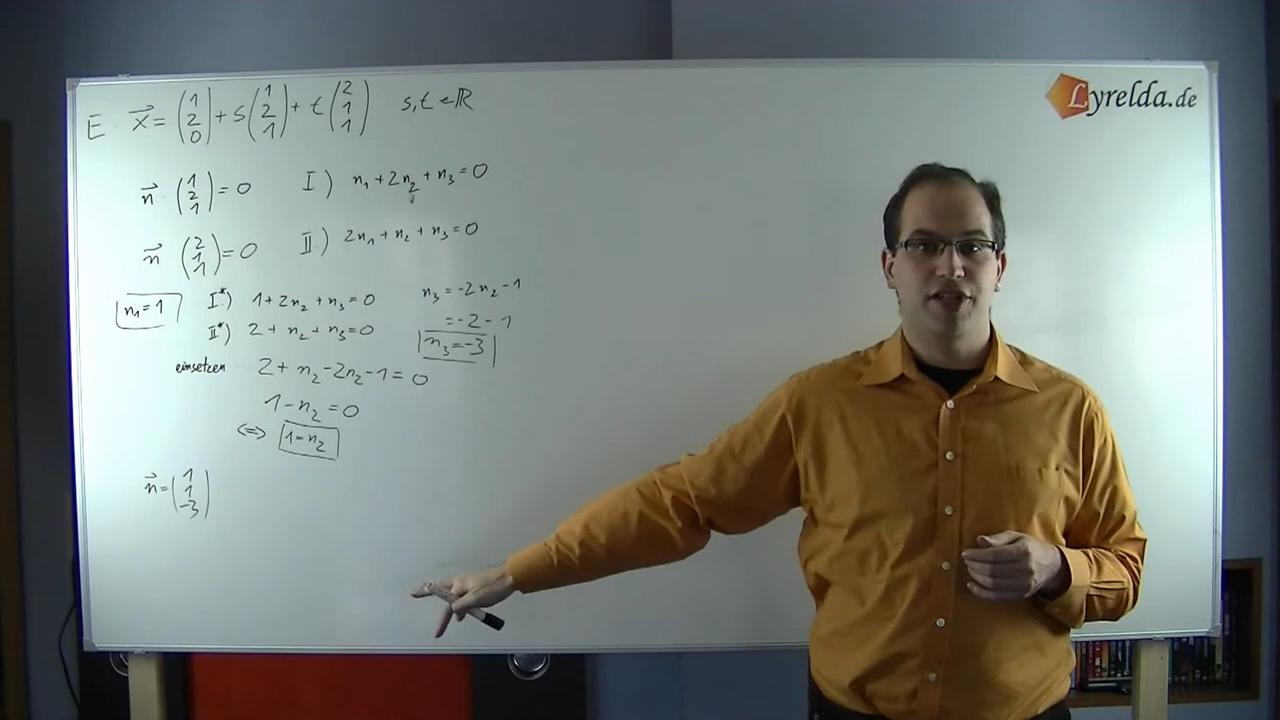 Lyrelda.de
E x⃗ = (1 2 0) + s (1 2 1) + t (2 1 1) s,t ∈ ℝ
n⃗ (1 2 1) = 0 I) n₁ + 2n₂ + n₃ = 0
n⃗ (2 1 1) = 0 II) 2n₁ + n₂ + n₃ = 0
n₁ = 1 I*) 1 + 2n₂ + n₃ = 0 n₃ = -2n₂ - 1
II*) 2 + n₂ + n₃ = 0 = -2 - 1
n₃ = -3
einsetzen 2 + n₂ - 2n₂ - 1 = 0
1 - n₂ = 0
<=> 1 = n₂
n⃗ = (1 1 -3)